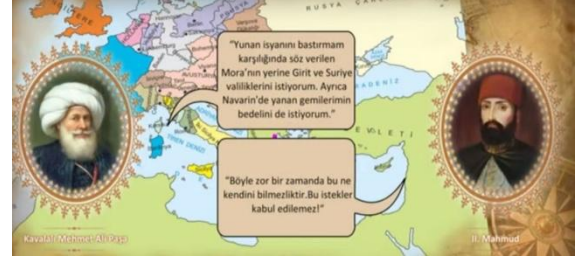 RUSYA
"Yunan isyanını bastırmam
karşılığında söz verilen
Mora'nın yerine Girit ve Suriye
valiliklerini istiyorum. Ayrıca
Navarin'de yanan gemilerimin
bedelini de istiyorum."
"Böyle zor bir zamanda bu ne
kendini bilmezliktir.Bu istekler
kabul edilemez!"
Kavalalı Mehmet Ali Paşa
II. Mahmud